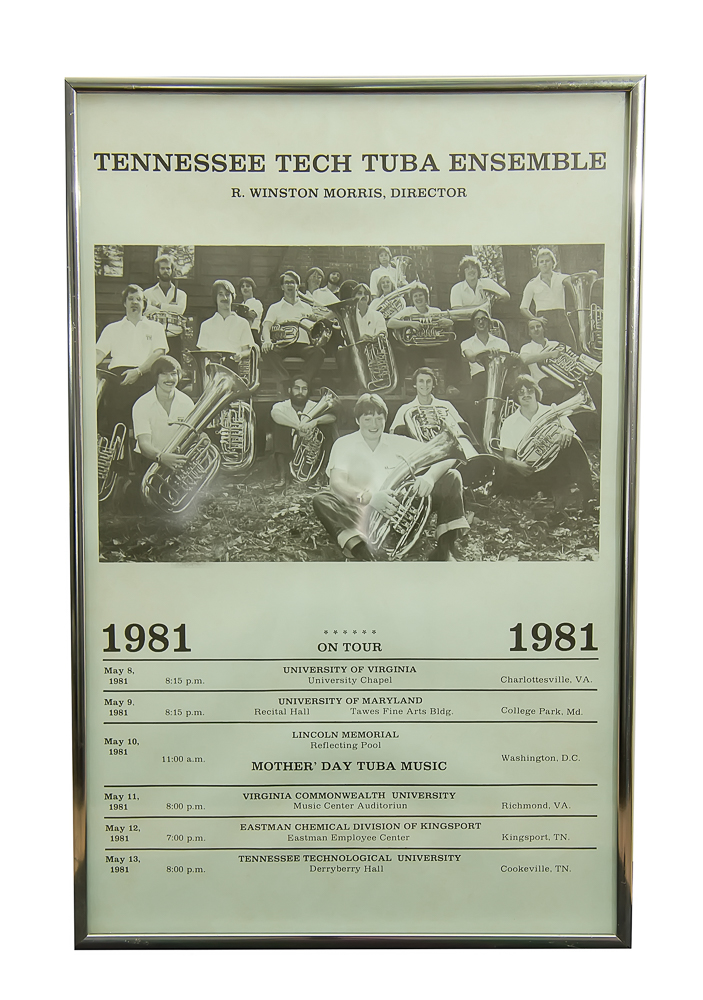 TENNESSEE TECH TUBA ENSEMBLE
R. WINSTON MORRIS, DIRECTOR
1981 ****** 1981
ON TOUR
May 8, 1981 8:15 p.m. UNIVERSITY OF VIRGINIA
University Chapel Charlottesville, VA.
May 9, 1981 8:15 p.m. UNIVERSITY OF MARYLAND
Recital Hall Tawes Fine Arts Bldg. College Park, Md.
May 10, 1981 LINCOLN MEMORIAL
Reflecting Pool
11:00 a.m. MOTHER' DAY TUBA MUSIC Washington, D.C.
May 11, 1981 8:00 p.m. VIRGINIA COMMONWEALTH UNIVERSITY
Music Center Auditoriun Richmond, VA.
May 12, 1981 7:00 p.m. EASTMAN CHEMICAL DIVISION OF KINGSPORT
Eastman Employee Center Kingsport, TN.
May 13, 1981 8:00 p.m. TENNESSEE TECHNOLOGICAL UNIVERSITY
Derryberry Hall Cookeville, TN.